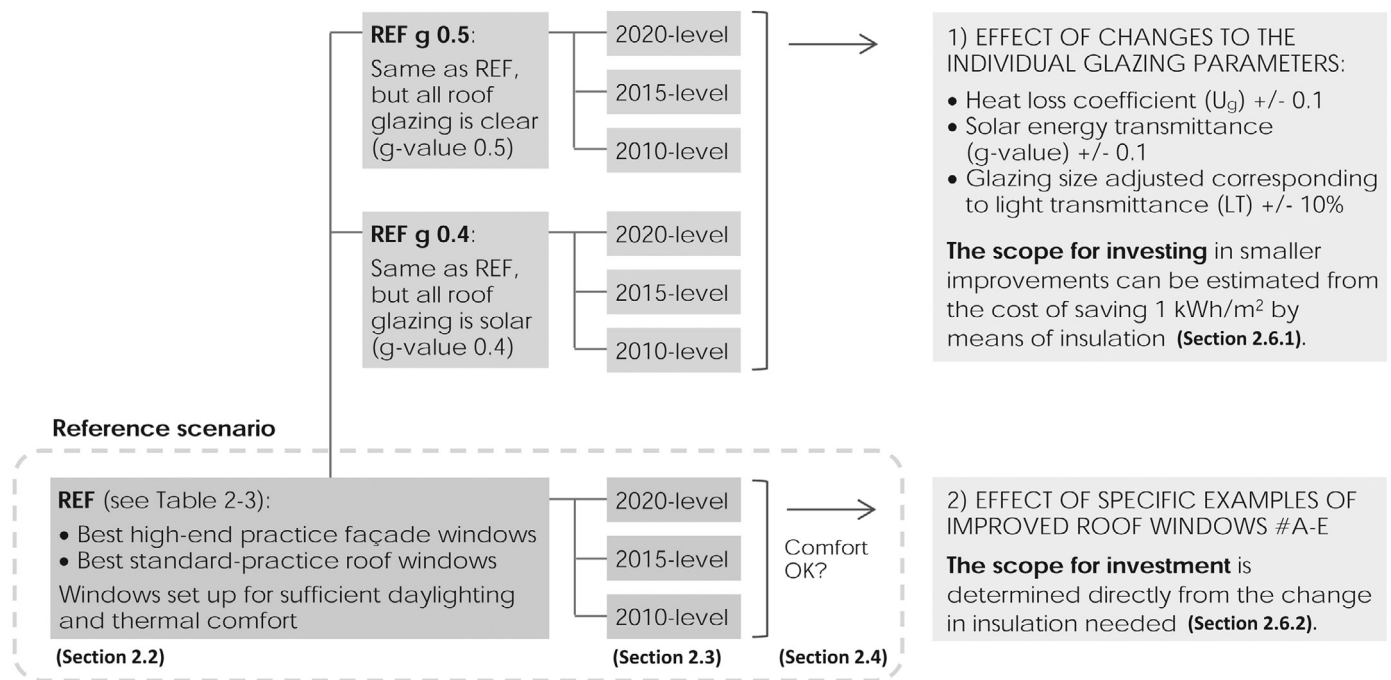 REF g 0.5:
Same as REF,
but all roof
glazing is clear
(g-value 0.5)
2020-level
2015-level
2010-level
1) EFFECT OF CHANGES TO THE
INDIVIDUAL GLAZING PARAMETERS:
• Heat loss coefficient (Ug) +/- 0.1
• Solar energy transmittance
(g-value) +/- 0.1
• Glazing size adjusted corresponding
to light transmittance (LT) +/- 10%
The scope for investing in smaller
improvements can be estimated from
the cost of saving 1 kWh/m² by
means of insulation (Section 2.6.1).
REF g 0.4:
Same as REF,
but all roof
glazing is solar
(g-value 0.4)
2020-level
2015-level
2010-level
Reference scenario
REF (see Table 2-3):
• Best high-end practice façade windows
• Best standard-practice roof windows
Windows set up for sufficient daylighting
and thermal comfort
(Section 2.2)
2020-level
2015-level
2010-level
(Section 2.3)
Comfort
OK?
(Section 2.4)
2) EFFECT OF SPECIFIC EXAMPLES OF
IMPROVED ROOF WINDOWS #A-E
The scope for investment is
determined directly from the change
in insulation needed (Section 2.6.2).